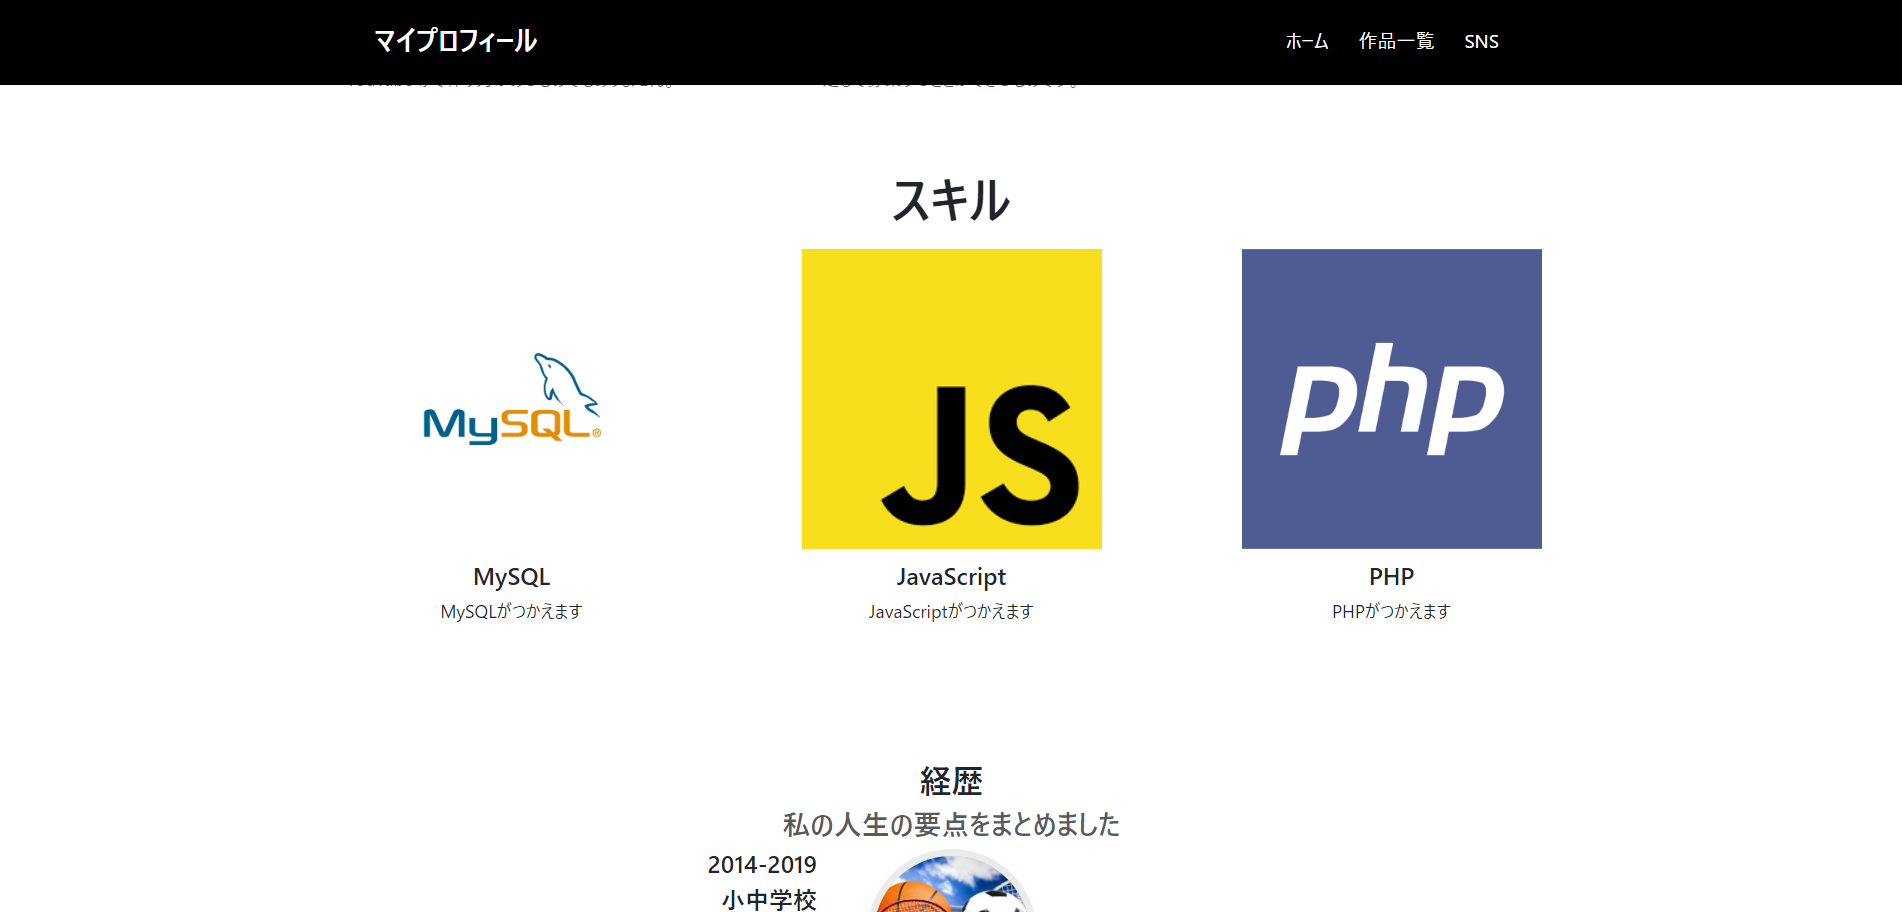 マイプロフィール
ホーム 作品一覧 SNS
スキル
MySQL®
JS
php
MySQL
MySQLがつかえます
JavaScript
JavaScriptがつかえます
PHP
PHPがつかえます
経歴
私の人生の要点をまとめました
2014-2019
小中学校